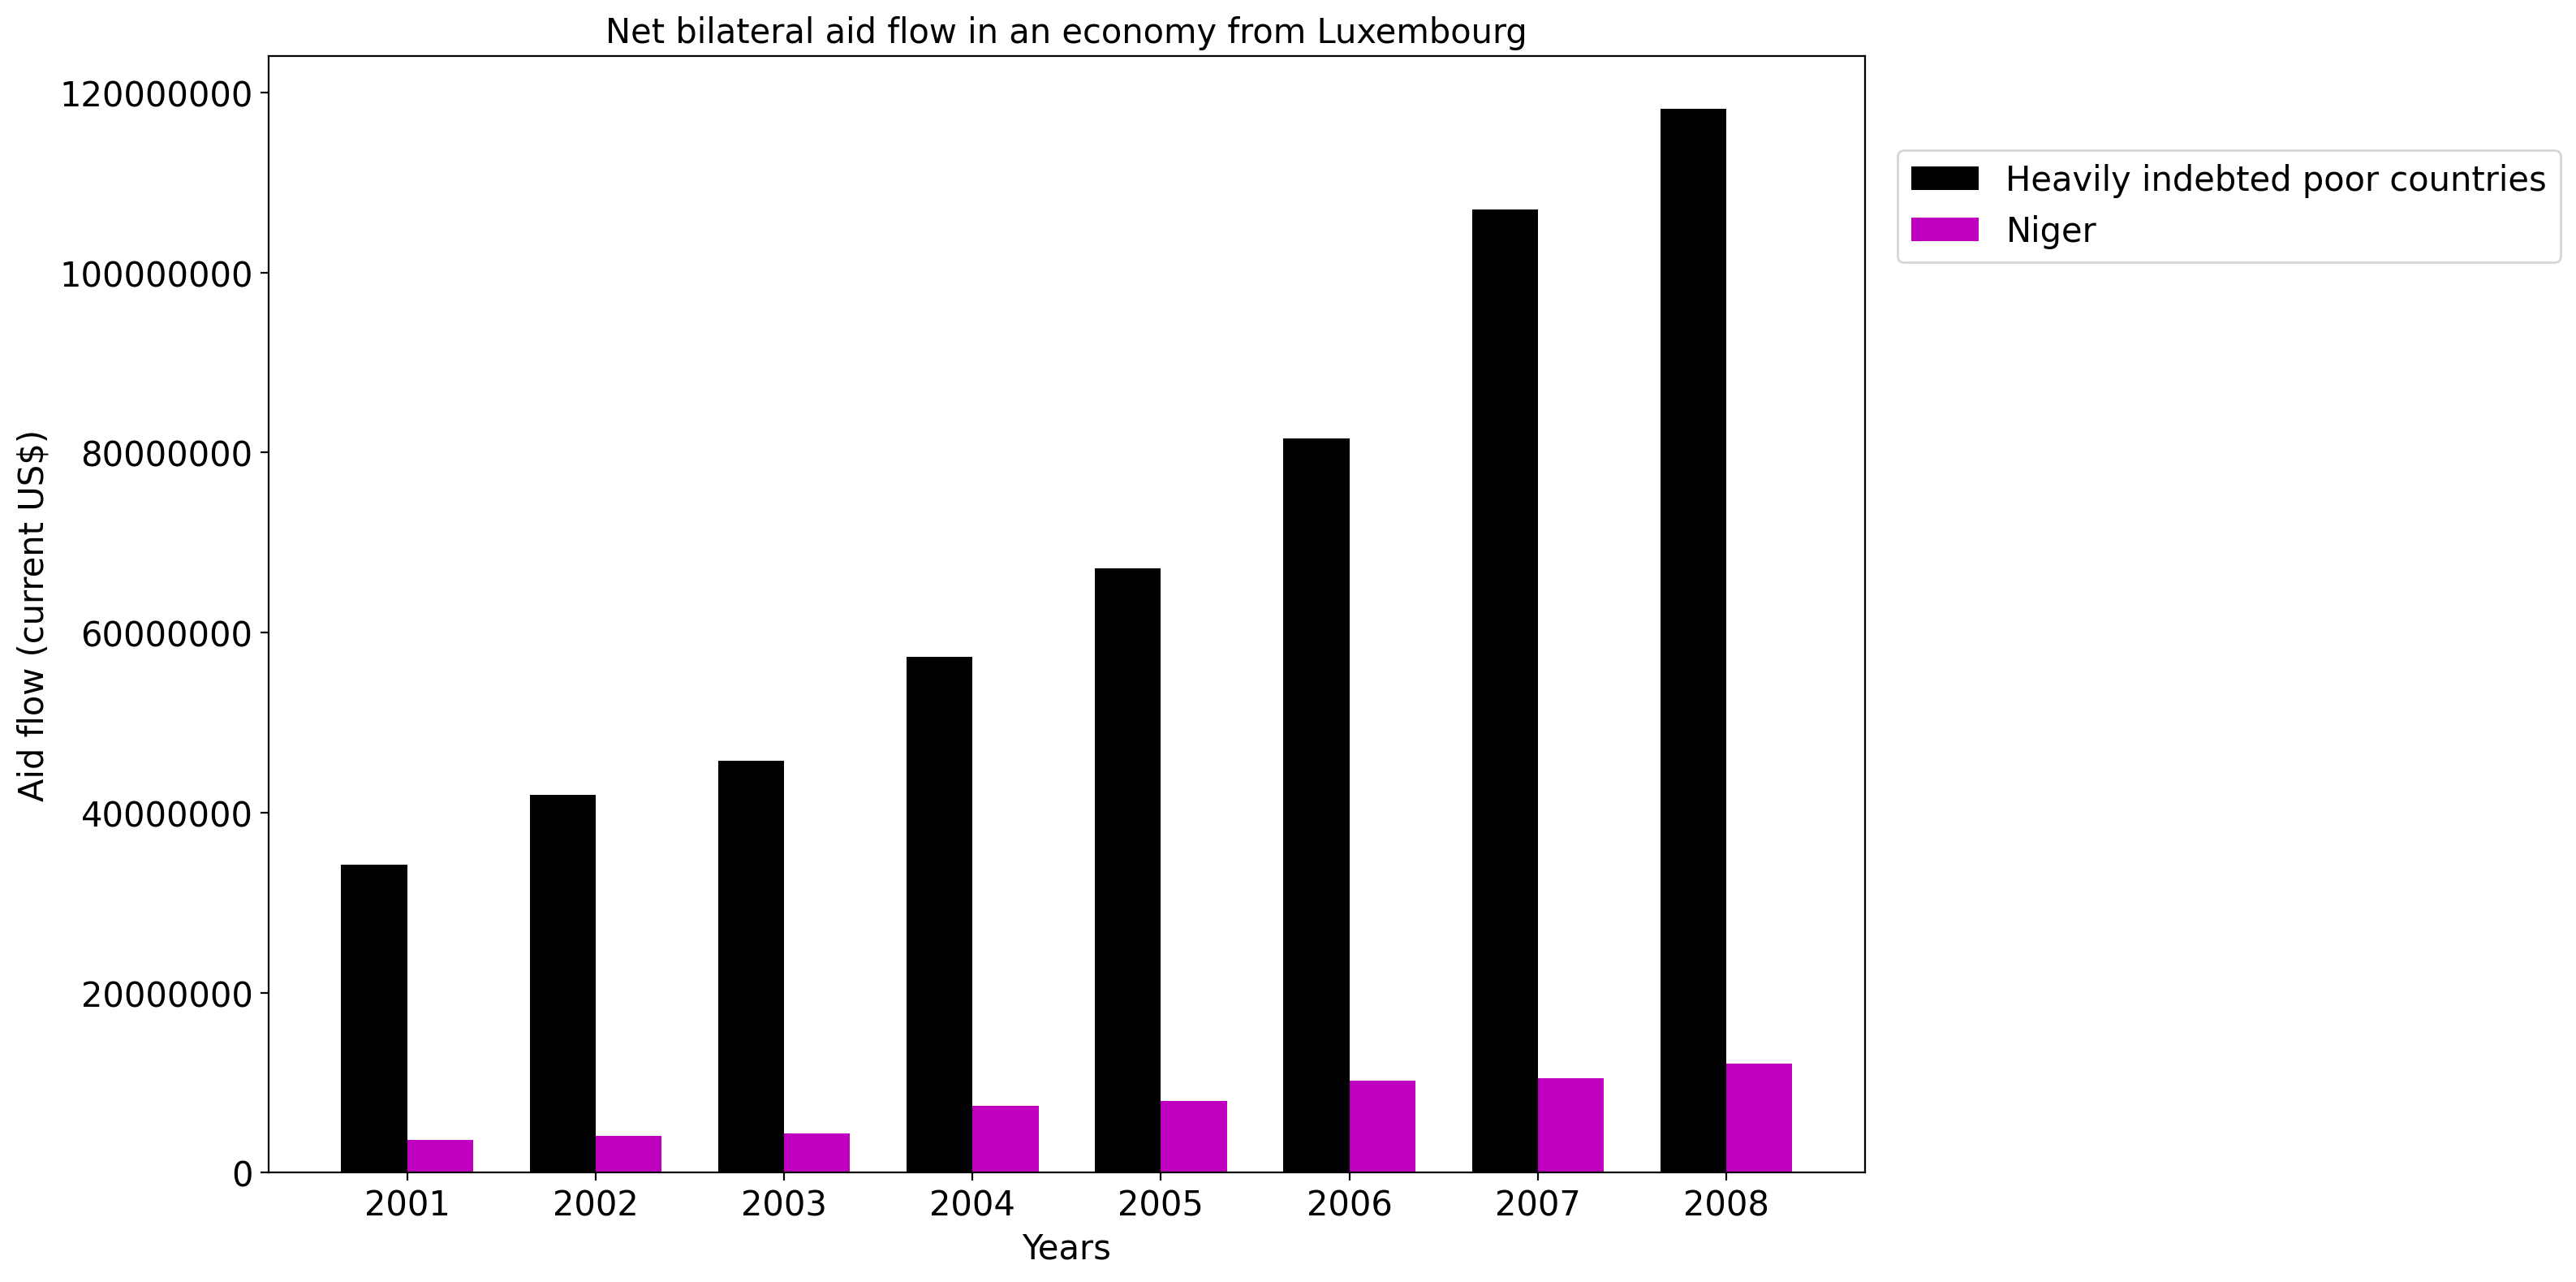 Net bilateral aid flow in an economy from Luxembourg
120000000
100000000
80000000
60000000
40000000
20000000
0
Aid flow (current US$)
2001 2002 2003 2004 2005 2006 2007 2008
Years
Heavily indebted poor countries
Niger